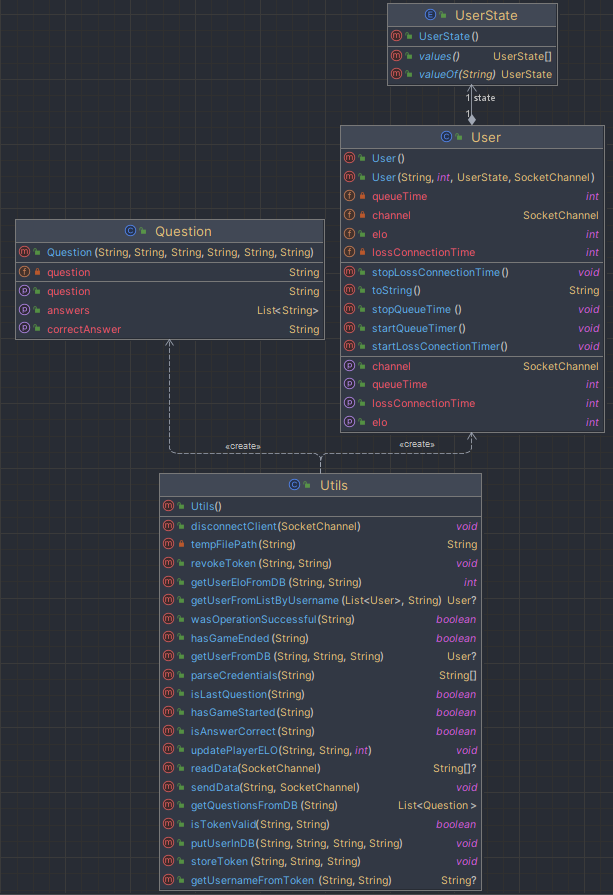 UserState
UserState()
values() UserState[]
valueOf(String) UserState
1 state
1
User
User()
User(String, int, UserState, SocketChannel)
queueTime int
channel SocketChannel
elo int
lossConnectionTime int
stopLossConnectionTime() void
toString() String
stopQueueTime () void
startQueueTimer() void
startLossConectionTimer() void
channel SocketChannel
queueTime int
lossConnectionTime int
elo int
Question
Question (String, String, String, String, String, String)
question String
question String
answers List<String>
correctAnswer String
«create»
«create»
Utils
Utils()
disconnectClient(SocketChannel) void
tempFilePath(String) String
revokeToken (String, String) void
getUserEloFromDB (String, String) int
getUserFromListByUsername (List<User>, String) User?
wasOperationSuccessful(String) boolean
hasGameEnded(String) boolean
getUserFromDB (String, String, String) User?
parseCredentials(String) String[]
isLastQuestion(String) boolean
hasGameStarted(String) boolean
isAnswerCorrect(String) boolean
updatePlayerELO(String, String, int) void
readData(SocketChannel) String[]?
sendData(String, SocketChannel) void
getQuestionsFromDB (String) List<Question >
isTokenValid(String, String) boolean
putUserInDB(String, String, String, String) void
storeToken (String, String, String) void
getUsernameFromToken (String, String) String?